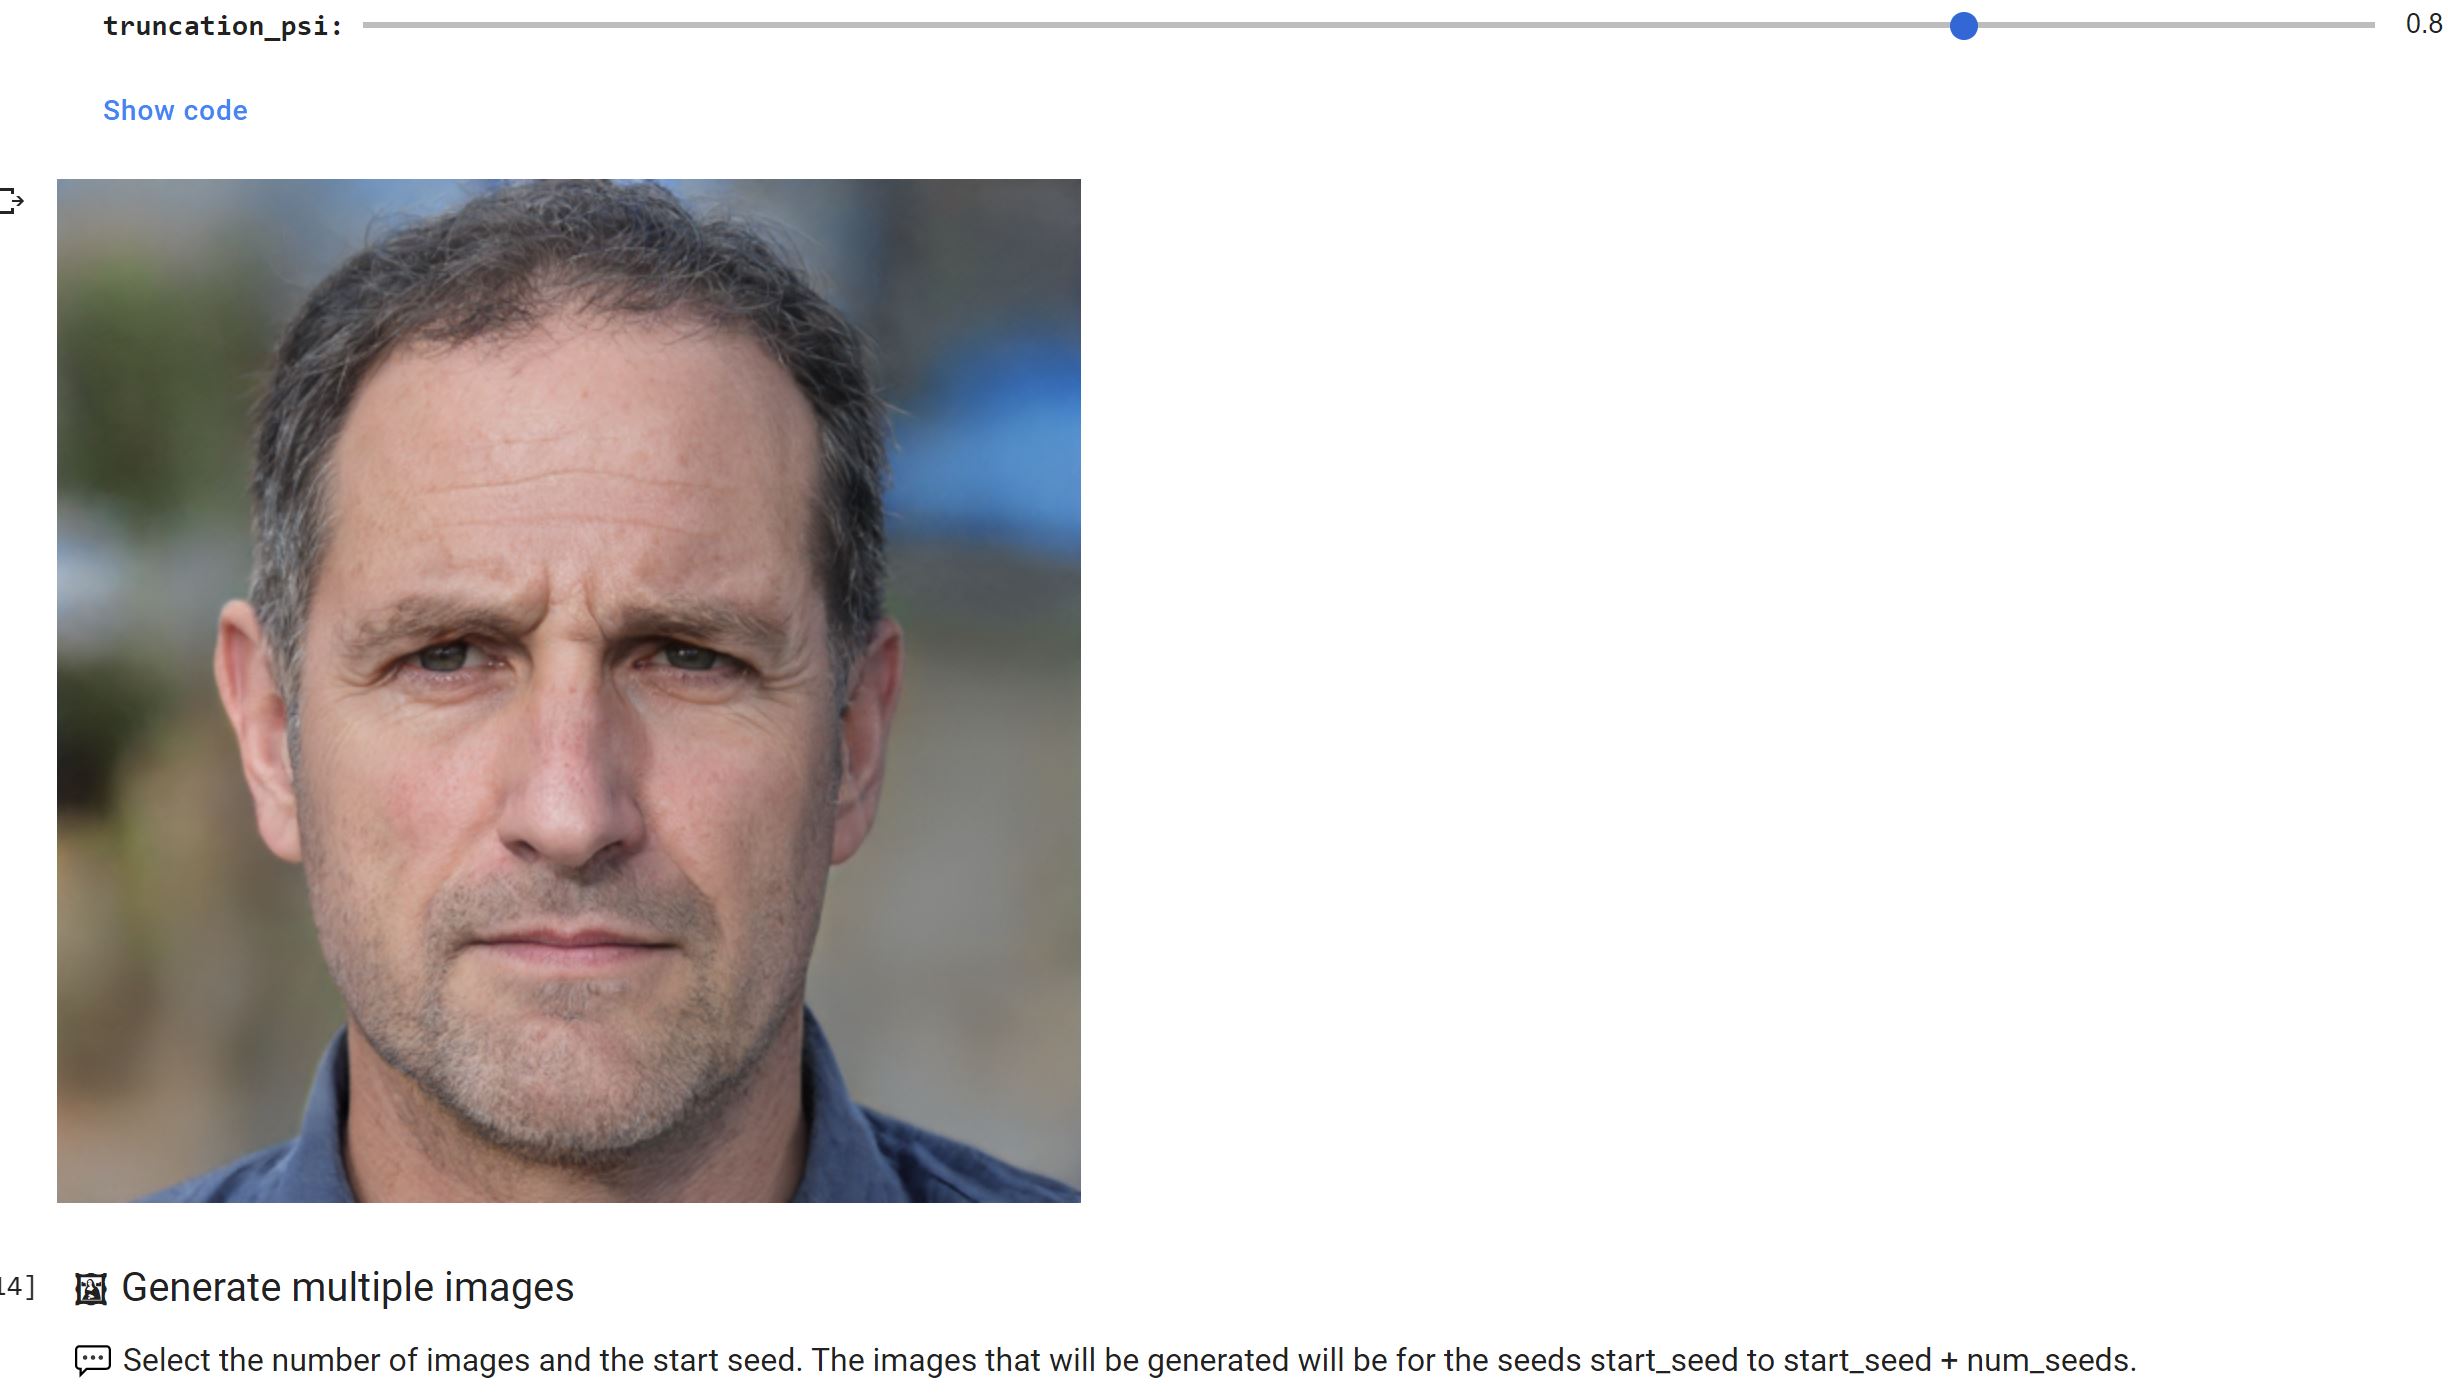 truncation_psi: 0.8
Show code
14] Generate multiple images
Select the number of images and the start seed. The images that will be generated will be for the seeds start_seed to start_seed + num_seeds.